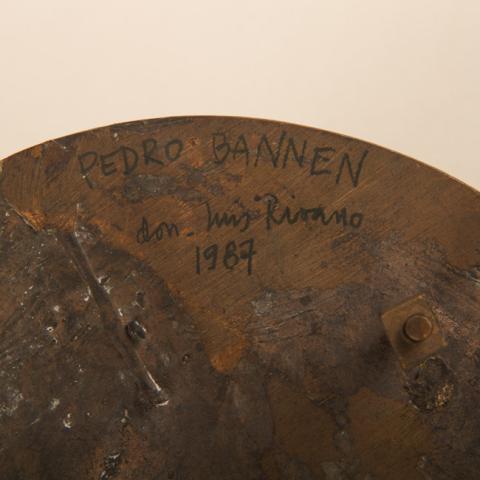 PEDRO BANNEN
don. Luis Rivano
1987